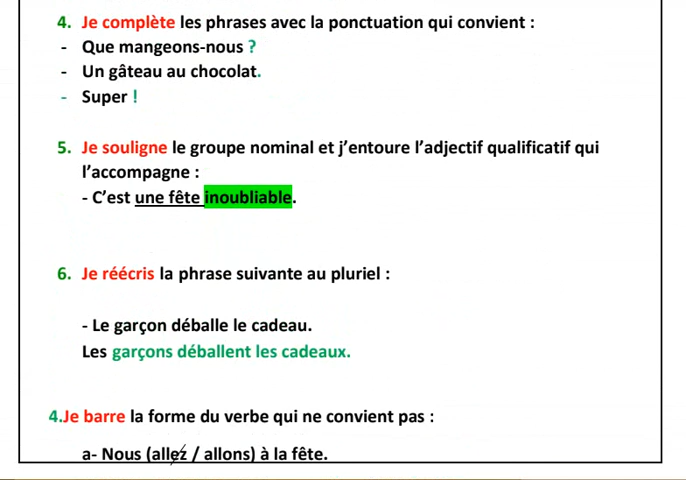 4. Je complète les phrases avec la ponctuation qui convient :
- Que mangeons-nous ?
- Un gâteau au chocolat.
- Super !
5. Je souligne le groupe nominal et j’entoure l’adjectif qualificatif qui
l’accompagne :
- C’est une fête inoubliable.
6. Je réécris la phrase suivante au pluriel :
- Le garçon déballe le cadeau.
Les garçons déballent les cadeaux.
4.Je barre la forme du verbe qui ne convient pas :
a- Nous (allez / allons) à la fête.